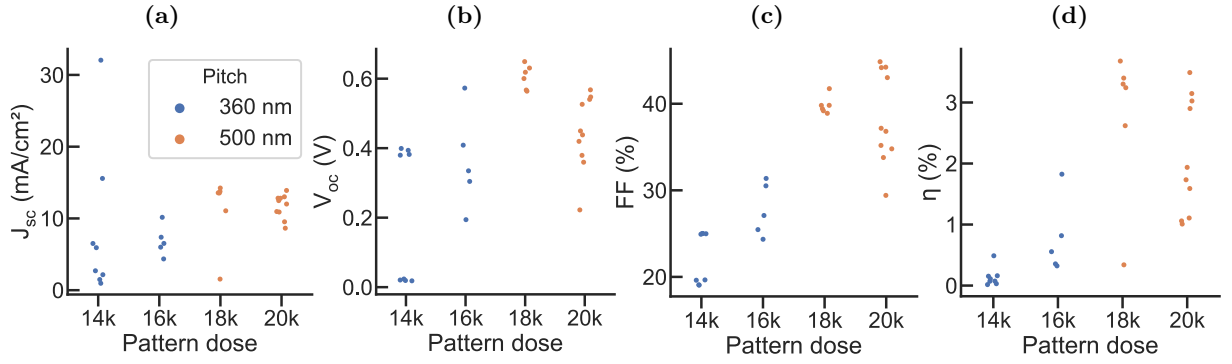 (a)
(b)
(c)
(d)
J_sc (mA/cm²)
30
20
10
0
Pitch
360 nm
500 nm
14k 16k 18k 20k
Pattern dose
V_oc (V)
0.6
0.4
0.2
0.0
14k 16k 18k 20k
Pattern dose
FF (%)
40
30
20
14k 16k 18k 20k
Pattern dose
η (%)
3
2
1
0
14k 16k 18k 20k
Pattern dose